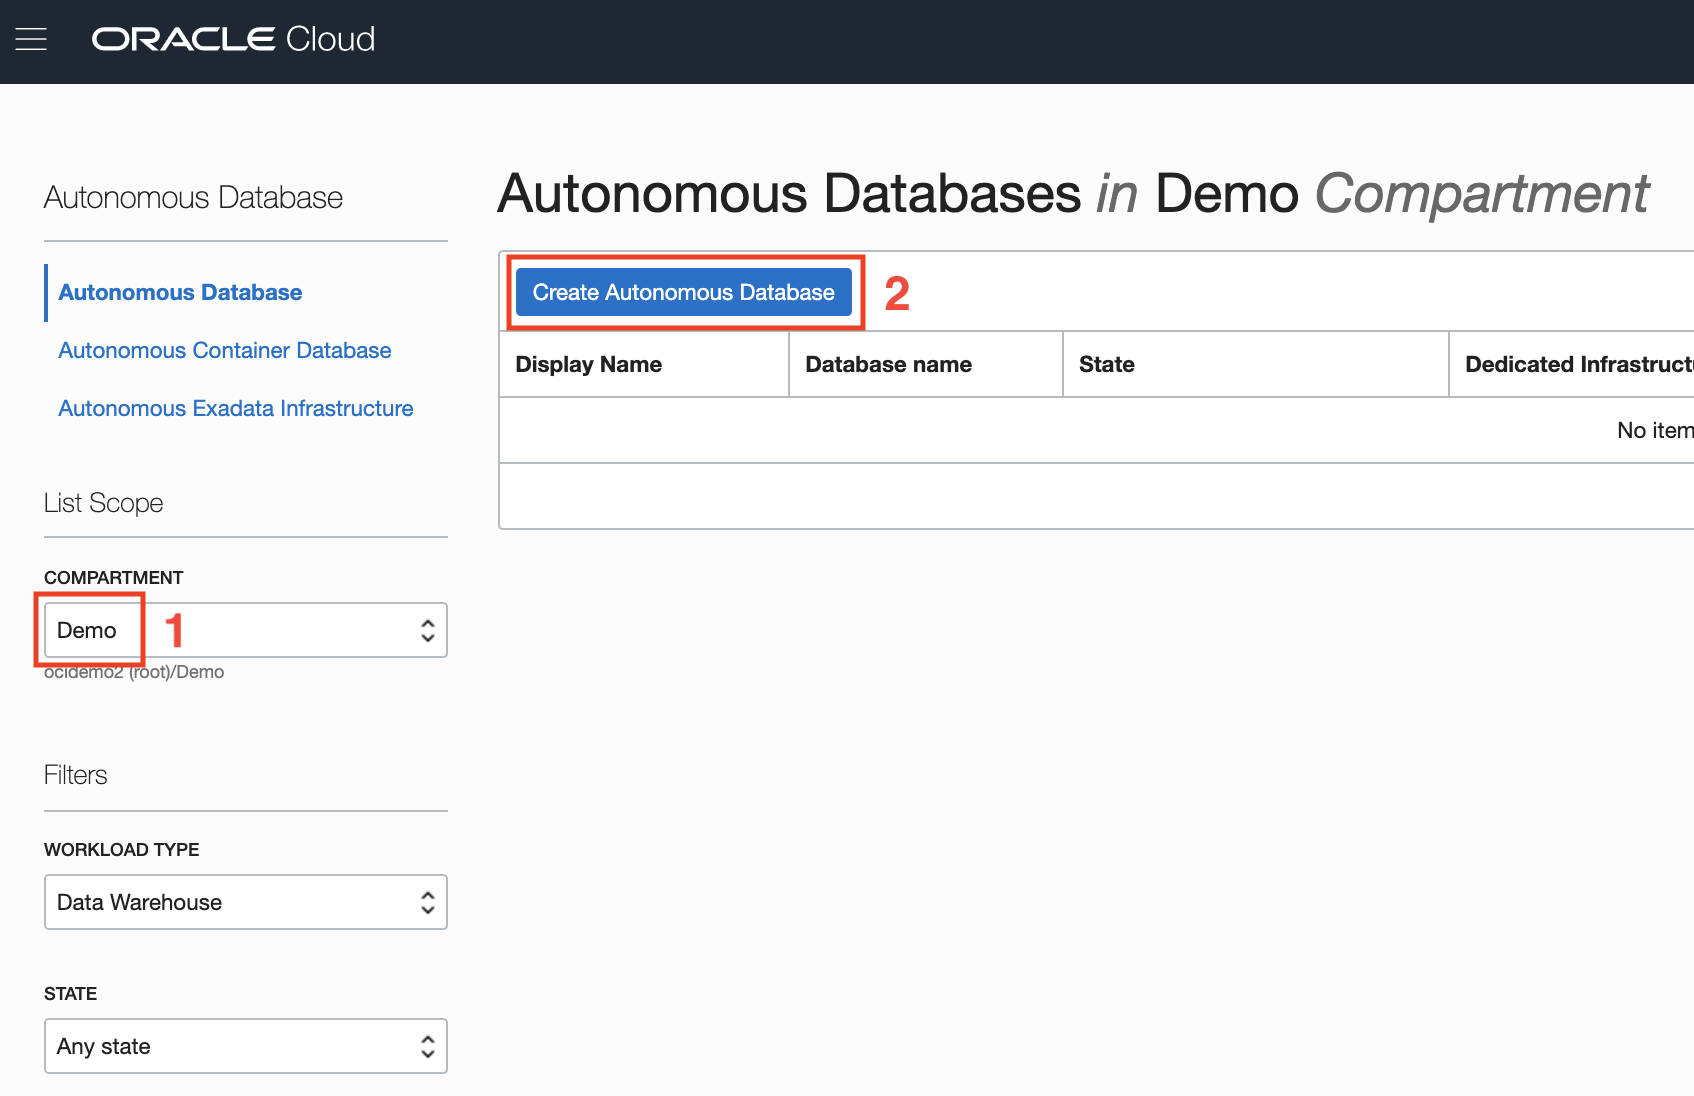 ORACLE Cloud
Autonomous Database
Autonomous Database
Autonomous Container Database
Autonomous Exadata Infrastructure
List Scope
COMPARTMENT
Demo
1
ocidemo2 (root)/Demo
Filters
WORKLOAD TYPE
Data Warehouse
STATE
Any state
Autonomous Databases in Demo Compartment
Create Autonomous Database
2
Display Name Database name State Dedicated Infrastruct
No item